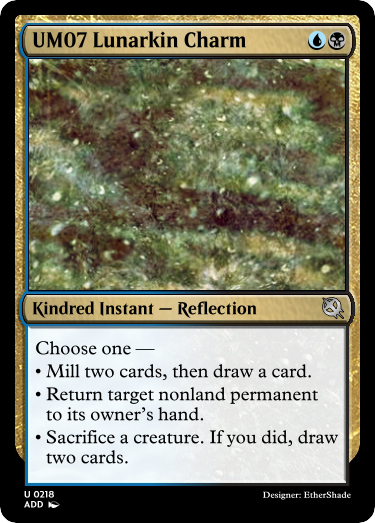 UM07 Lunarkin Charm
Kindred Instant — Reflection
Choose one —
• Mill two cards, then draw a card.
• Return target nonland permanent
to its owner's hand.
• Sacrifice a creature. If you did, draw
two cards.
U 0218
ADD
Designer: EtherShade